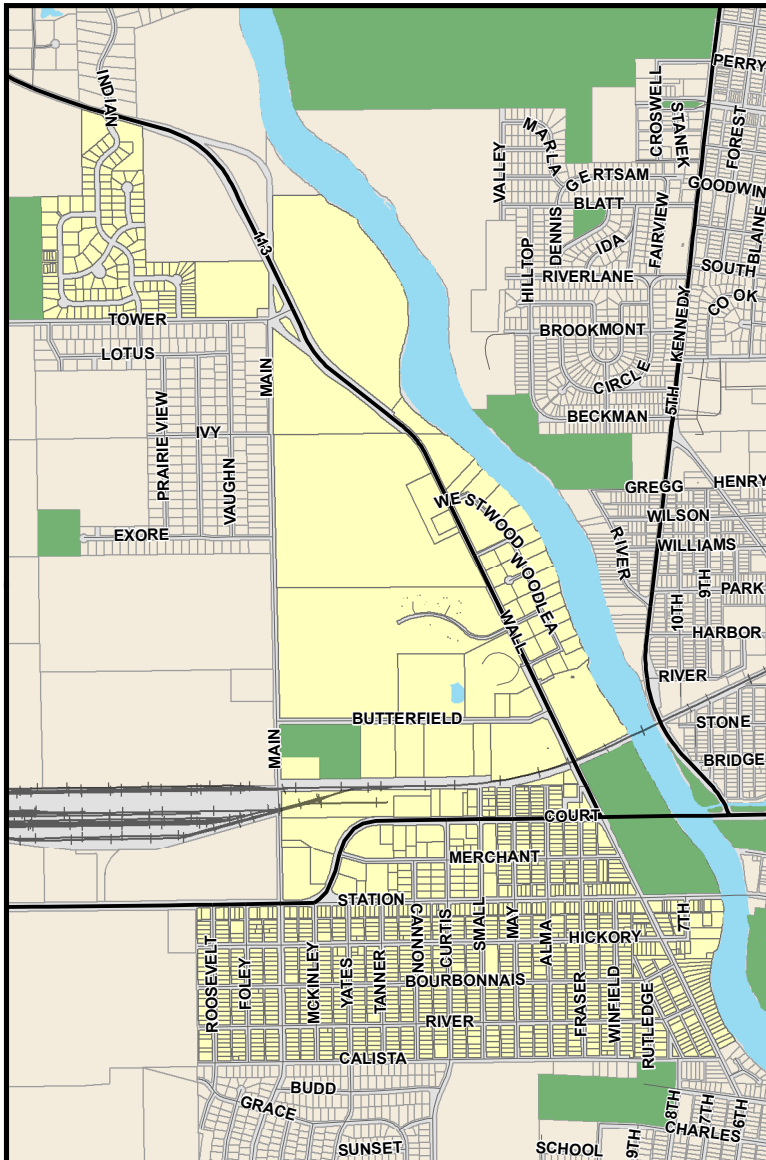 PERRY
INDIAN
CROSWELL
STANEK
FOREST
MARLA
VALLEY
GERTSAM
GOODWIN
BLATT
DENNIS
FAIRVIEW
BLAINE
113
IDA
HILLTOP
RIVERLANE
SOUTH
COOK
KENNEDY
TOWER
BROOKMONT
LOTUS
MAIN
CIRCLE
5TH
BECKMAN
PRAIRIE VIEW
IVY
VAUGHN
GREGG
HENRY
WESTWOOD
WILSON
EXORE
RIVER
WILLIAMS
WOODLEA
9TH
PARK
10TH
WALL
HARBOR
RIVER
BUTTERFIELD
STONE
MAIN
BRIDGE
COURT
MERCHANT
STATION
CANNON
CURTIS
SMALL
MAY
7TH
ALMA
HICKORY
ROOSEVELT
FOLEY
MCKINLEY
YATES
TANNER
BOURBONNAIS
FRASER
WINFIELD
RIVER
RUTLEDGE
CALISTA
BUDD
GRACE
8TH
7TH
6TH
CHARLES
SUNSET
SCHOOL
9TH